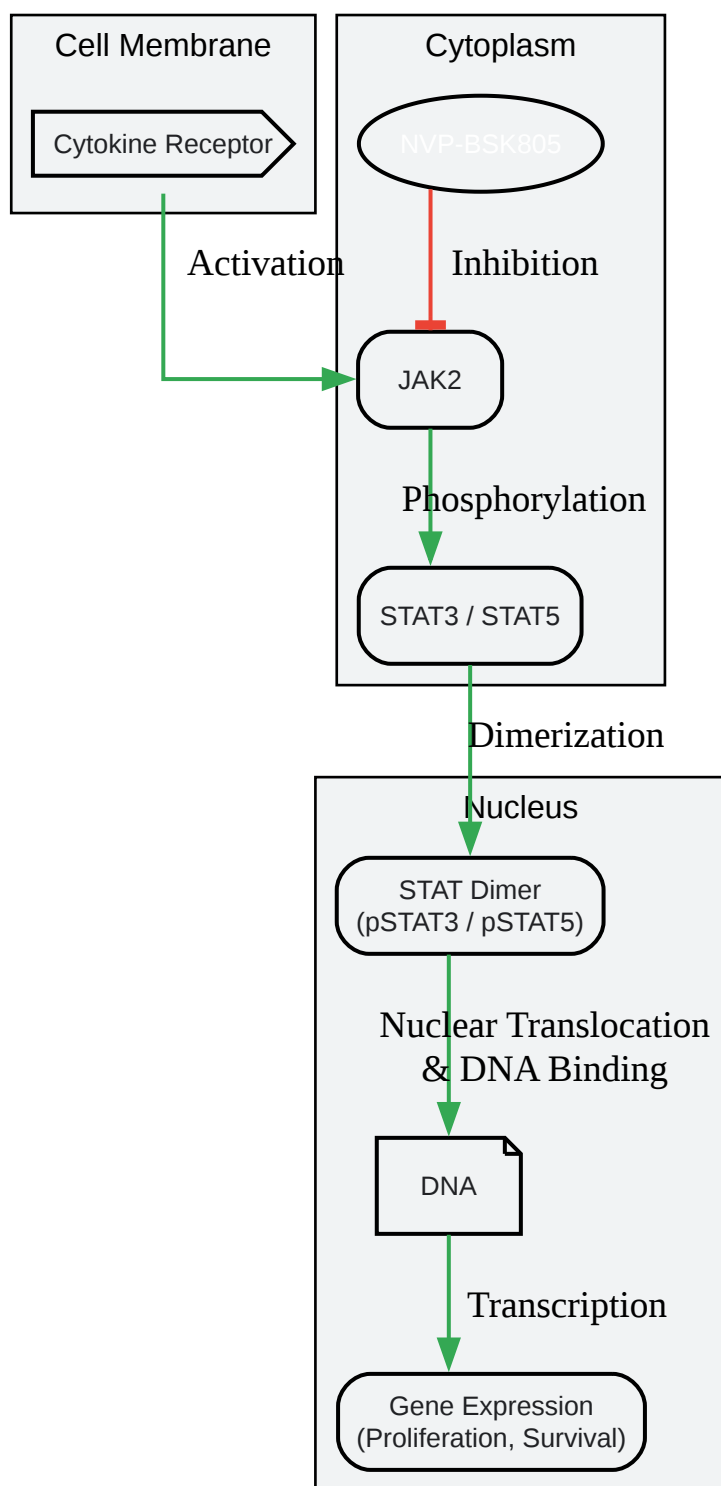 Cell Membrane
Cytoplasm
Cytokine Receptor
NVP-BSK805
Activation
Inhibition
JAK2
Phosphorylation
STAT3 / STAT5
Dimerization
Nucleus
STAT Dimer
(pSTAT3 / pSTAT5)
Nuclear Translocation
& DNA Binding
DNA
Transcription
Gene Expression
(Proliferation, Survival)